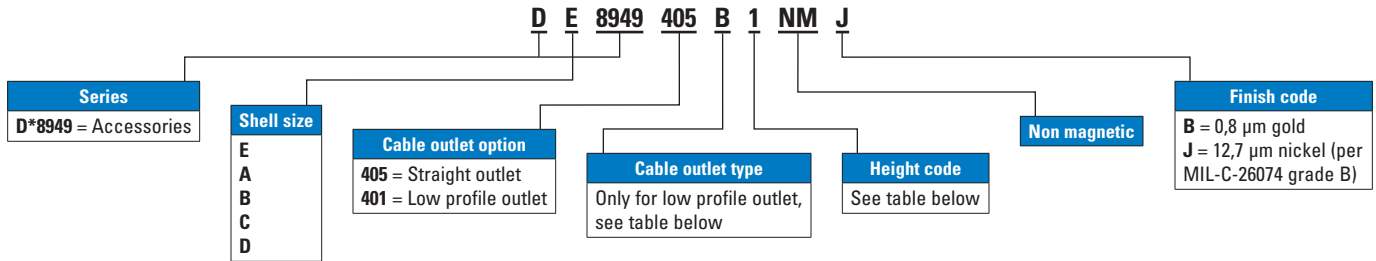 D E 8949 405 B 1 NM J
Series
D*8949 = Accessories
Shell size
E
A
B
C
D
Cable outlet option
405 = Straight outlet
401 = Low profile outlet
Cable outlet type
Only for low profile outlet,
see table below
Height code
See table below
Non magnetic
Finish code
B = 0,8 µm gold
J = 12,7 µm nickel (per
MIL-C-26074 grade B)